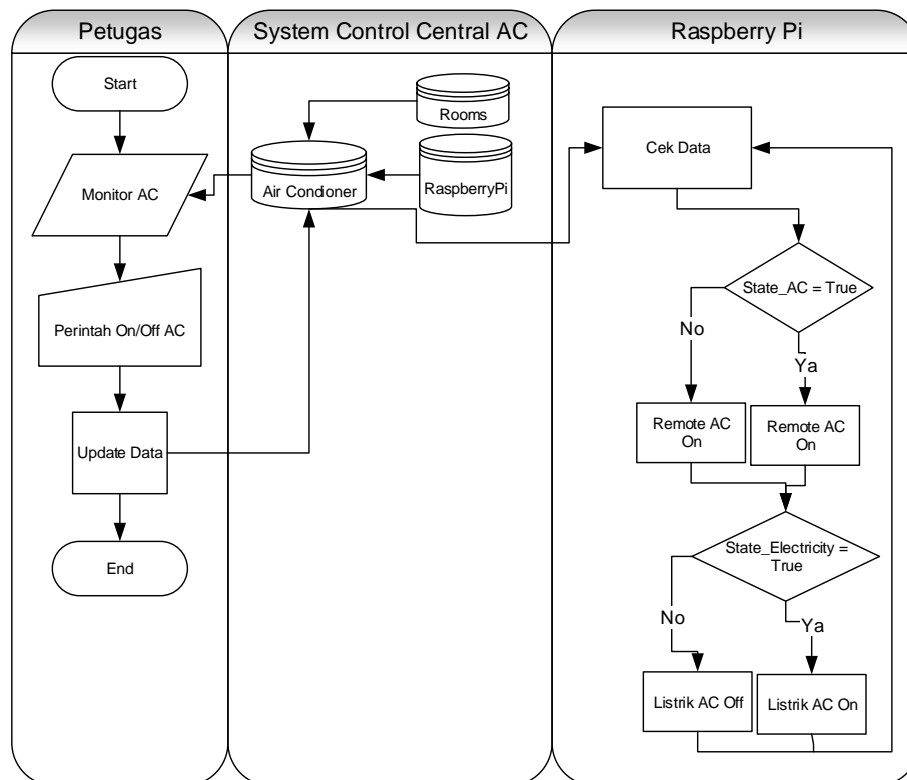 Petugas
System Control Central AC
Raspberry Pi
Start
Monitor AC
Perintah On/Off AC
Update Data
End
Rooms
Air Condioner
RaspberryPi
Cek Data
State_AC = True
No
Ya
Remote AC
On
Remote AC
On
State_Electricity =
True
No
Ya
Listrik AC Off
Listrik AC On